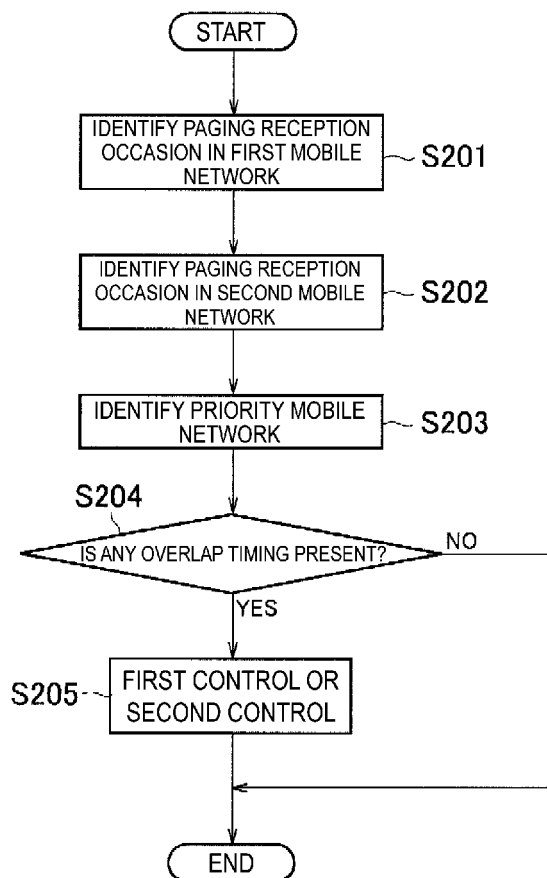 START
IDENTIFY PAGING RECEPTION
OCCASION IN FIRST MOBILE
NETWORK
S201
IDENTIFY PAGING RECEPTION
OCCASION IN SECOND MOBILE
NETWORK
S202
IDENTIFY PRIORITY MOBILE
NETWORK
S203
S204
IS ANY OVERLAP TIMING PRESENT?
NO
YES
S205
FIRST CONTROL OR
SECOND CONTROL
END